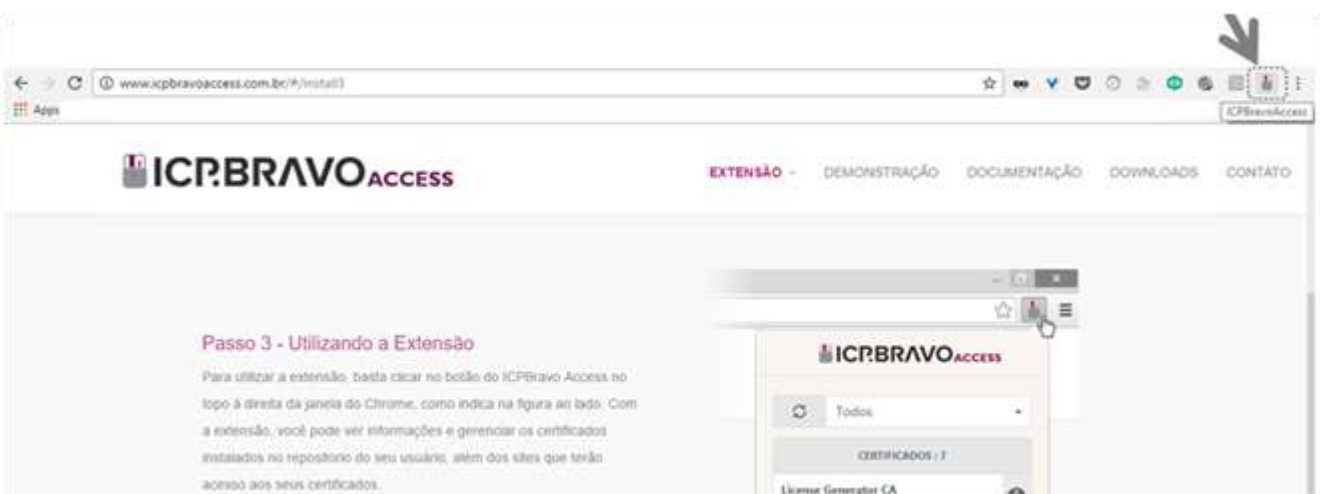 www.icpbravoaccess.com.br/#/install3
Apps
ICPBravoAccess
ICP.BRAVO ACCESS
EXTENSÃO
DEMONSTRAÇÃO
DOCUMENTAÇÃO
DOWNLOADS
CONTATO
Passo 3 - Utilizando a Extensão
Para utilizar a extensão, basta clicar no botão do ICPBravo Access no
topo à direita da janela do Chrome, como indica na figura ao lado. Com
a extensão, você pode ver informações e gerenciar os certificados
instalados no repositório do seu usuário, além dos sites que terão
acesso aos seus certificados.
ICP.BRAVO ACCESS
Todos
CERTIFICADOS : 7
License Generator CA